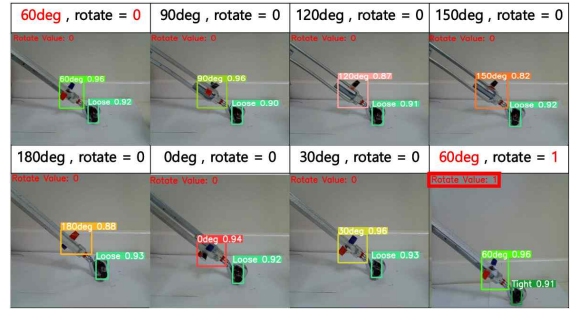 60deg , rotate = 0
90deg , rotate = 0
120deg , rotate = 0
150deg , rotate = 0
Rotate Value: 0
Rotate Value: 0
Rotate Value: 0
Rotate Value: 0
60deg 0.96
Loose 0.92
90deg 0.96
Loose 0.90
120deg 0.87
Loose 0.91
150deg 0.82
Loose 0.92
180deg , rotate = 0
0deg , rotate = 0
30deg , rotate = 0
60deg , rotate = 1
Rotate Value: 0
Rotate Value: 0
Rotate Value: 0
Rotate Value: 1
180deg 0.88
Loose 0.93
0deg 0.94
Loose 0.92
30deg 0.96
Loose 0.93
60deg 0.96
Tight 0.91